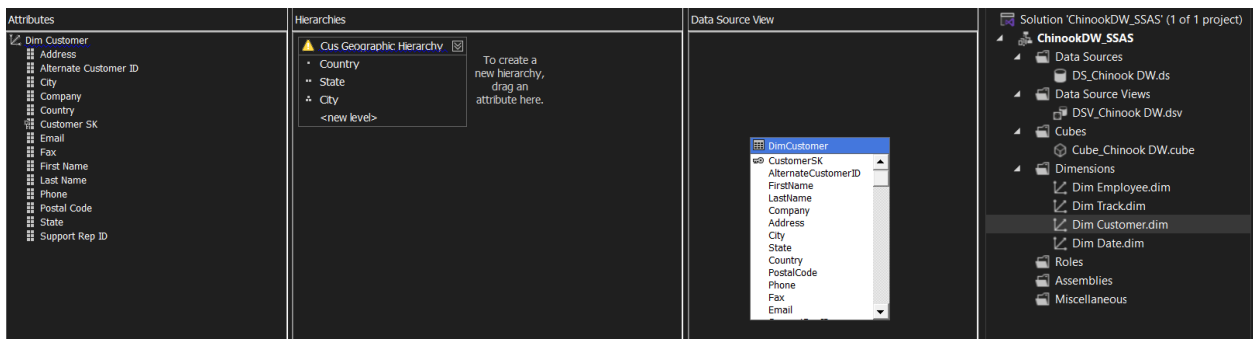 Attributes
Dim Customer
Address
Alternate Customer ID
City
Company
Country
Customer SK
Email
Fax
First Name
Last Name
Phone
Postal Code
State
Support Rep ID
Hierarchies
Cus Geographic Hierarchy
Country
State
City
<new level>
To create a
new hierarchy,
drag an
attribute here.
Data Source View
DimCustomer
CustomerSK
AlternateCustomerID
FirstName
LastName
Company
Address
City
State
Country
PostalCode
Phone
Fax
Email
Solution 'ChinookDW_SSAS' (1 of 1 project)
ChinookDW_SSAS
Data Sources
DS_Chinook DW.ds
Data Source Views
DSV_Chinook DW.dsv
Cubes
Cube_Chinook DW.cube
Dimensions
Dim Employee.dim
Dim Track.dim
Dim Customer.dim
Dim Date.dim
Roles
Assemblies
Miscellaneous